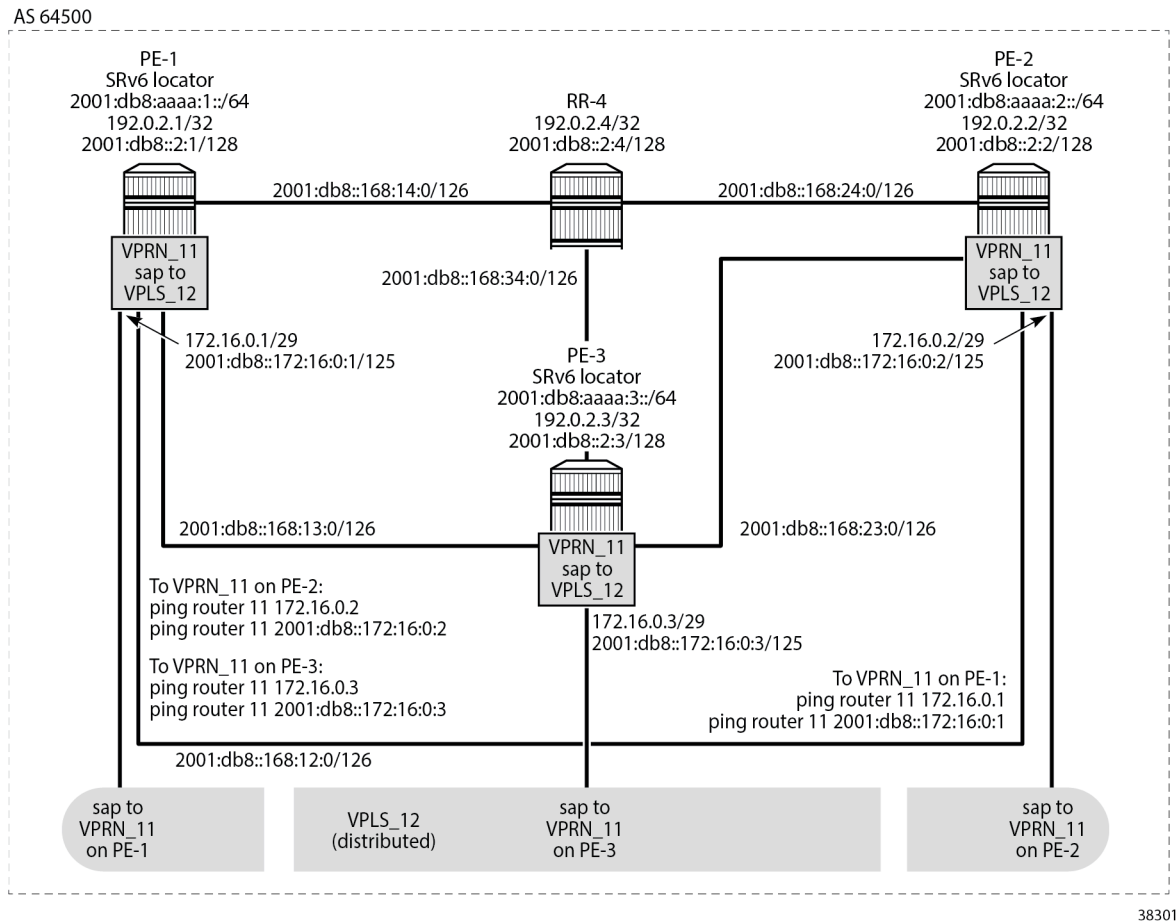 AS 64500
PE-1
SRv6 locator
2001:db8:aaaa:1::/64
192.0.2.1/32
2001:db8::2:1/128
RR-4
192.0.2.4/32
2001:db8::2:4/128
PE-2
SRv6 locator
2001:db8:aaaa:2::/64
192.0.2.2/32
2001:db8::2:2/128
2001:db8::168:14:0/126
2001:db8::168:24:0/126
VPRN_11
sap to
VPLS_12
VPRN_11
sap to
VPLS_12
2001:db8::168:34:0/126
172.16.0.1/29
2001:db8::172:16:0:1/125
172.16.0.2/29
2001:db8::172:16:0:2/125
PE-3
SRv6 locator
2001:db8:aaaa:3::/64
192.0.2.3/32
2001:db8::2:3/128
2001:db8::168:13:0/126
2001:db8::168:23:0/126
VPRN_11
sap to
VPLS_12
To VPRN_11 on PE-2:
ping router 11 172.16.0.2
ping router 11 2001:db8::172:16:0:2
172.16.0.3/29
2001:db8::172:16:0:3/125
To VPRN_11 on PE-3:
ping router 11 172.16.0.3
ping router 11 2001:db8::172:16:0:3
To VPRN_11 on PE-1:
ping router 11 172.16.0.1
ping router 11 2001:db8::172:16:0:1
2001:db8::168:12:0/126
sap to
VPRN_11
on PE-1
VPLS_12
(distributed)
sap to
VPRN_11
on PE-3
sap to
VPRN_11
on PE-2
38301